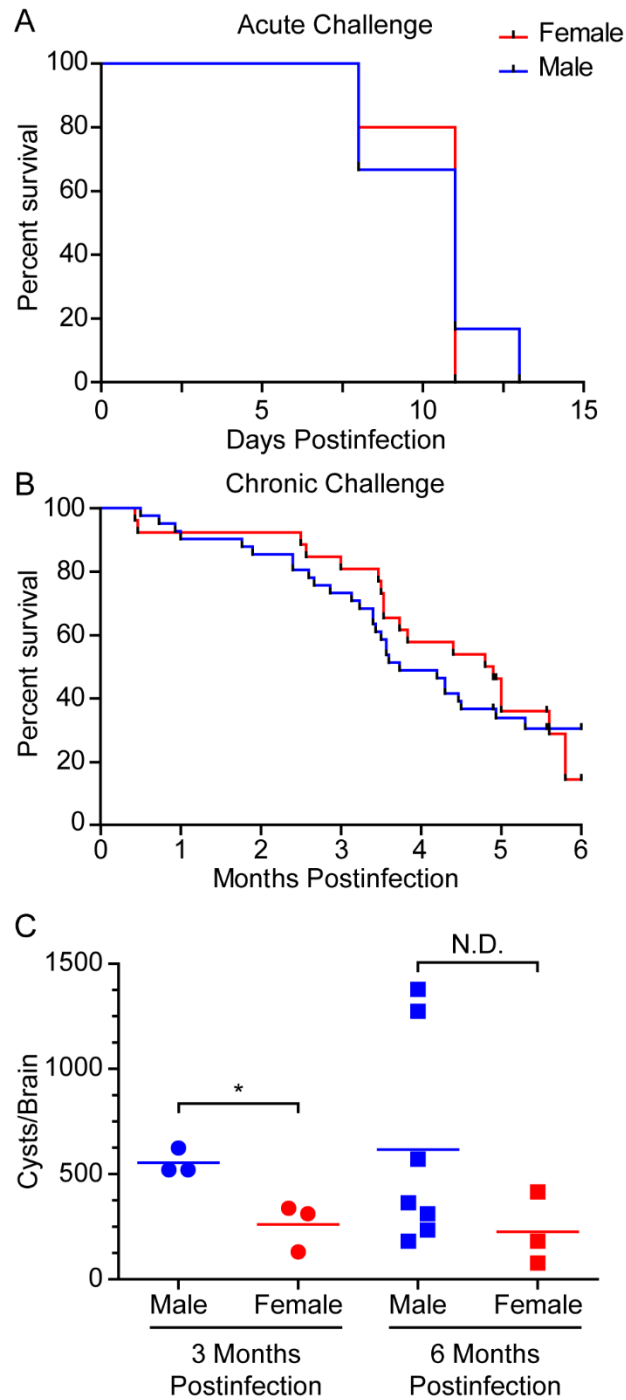 A
Acute Challenge
Female
Male
100
80
60
40
20
0
Percent survival
0
5
10
15
Days Postinfection
B
Chronic Challenge
100
80
60
40
20
0
Percent survival
0
1
2
3
4
5
6
Months Postinfection
C
N.D.
1500
1000
500
0
Cysts/Brain
*
Male
Female
Male
Female
3 Months
Postinfection
6 Months
Postinfection